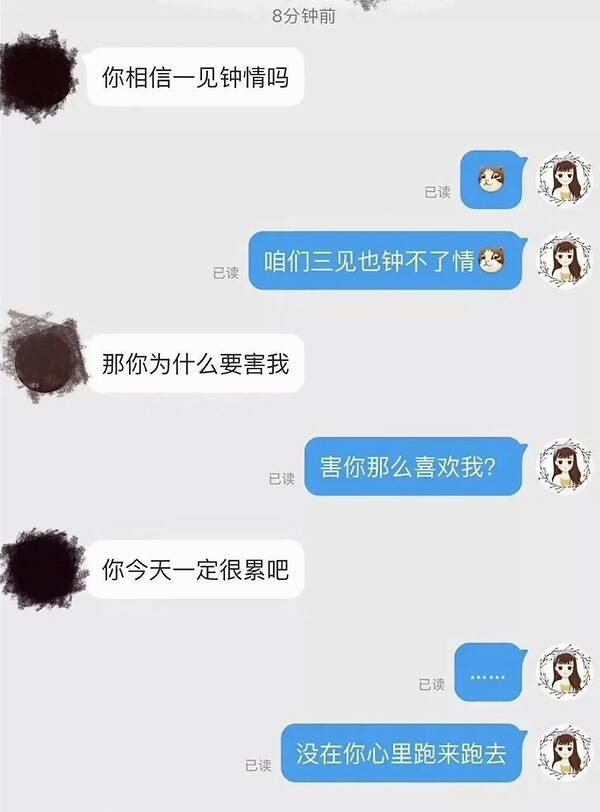 8分钟前
你相信一见钟情吗
已读
咱们三见也钟不了情
已读
那你为什么要害我
害你那么喜欢我？
已读
你今天一定很累吧
……
已读
没在你心里跑来跑去
已读